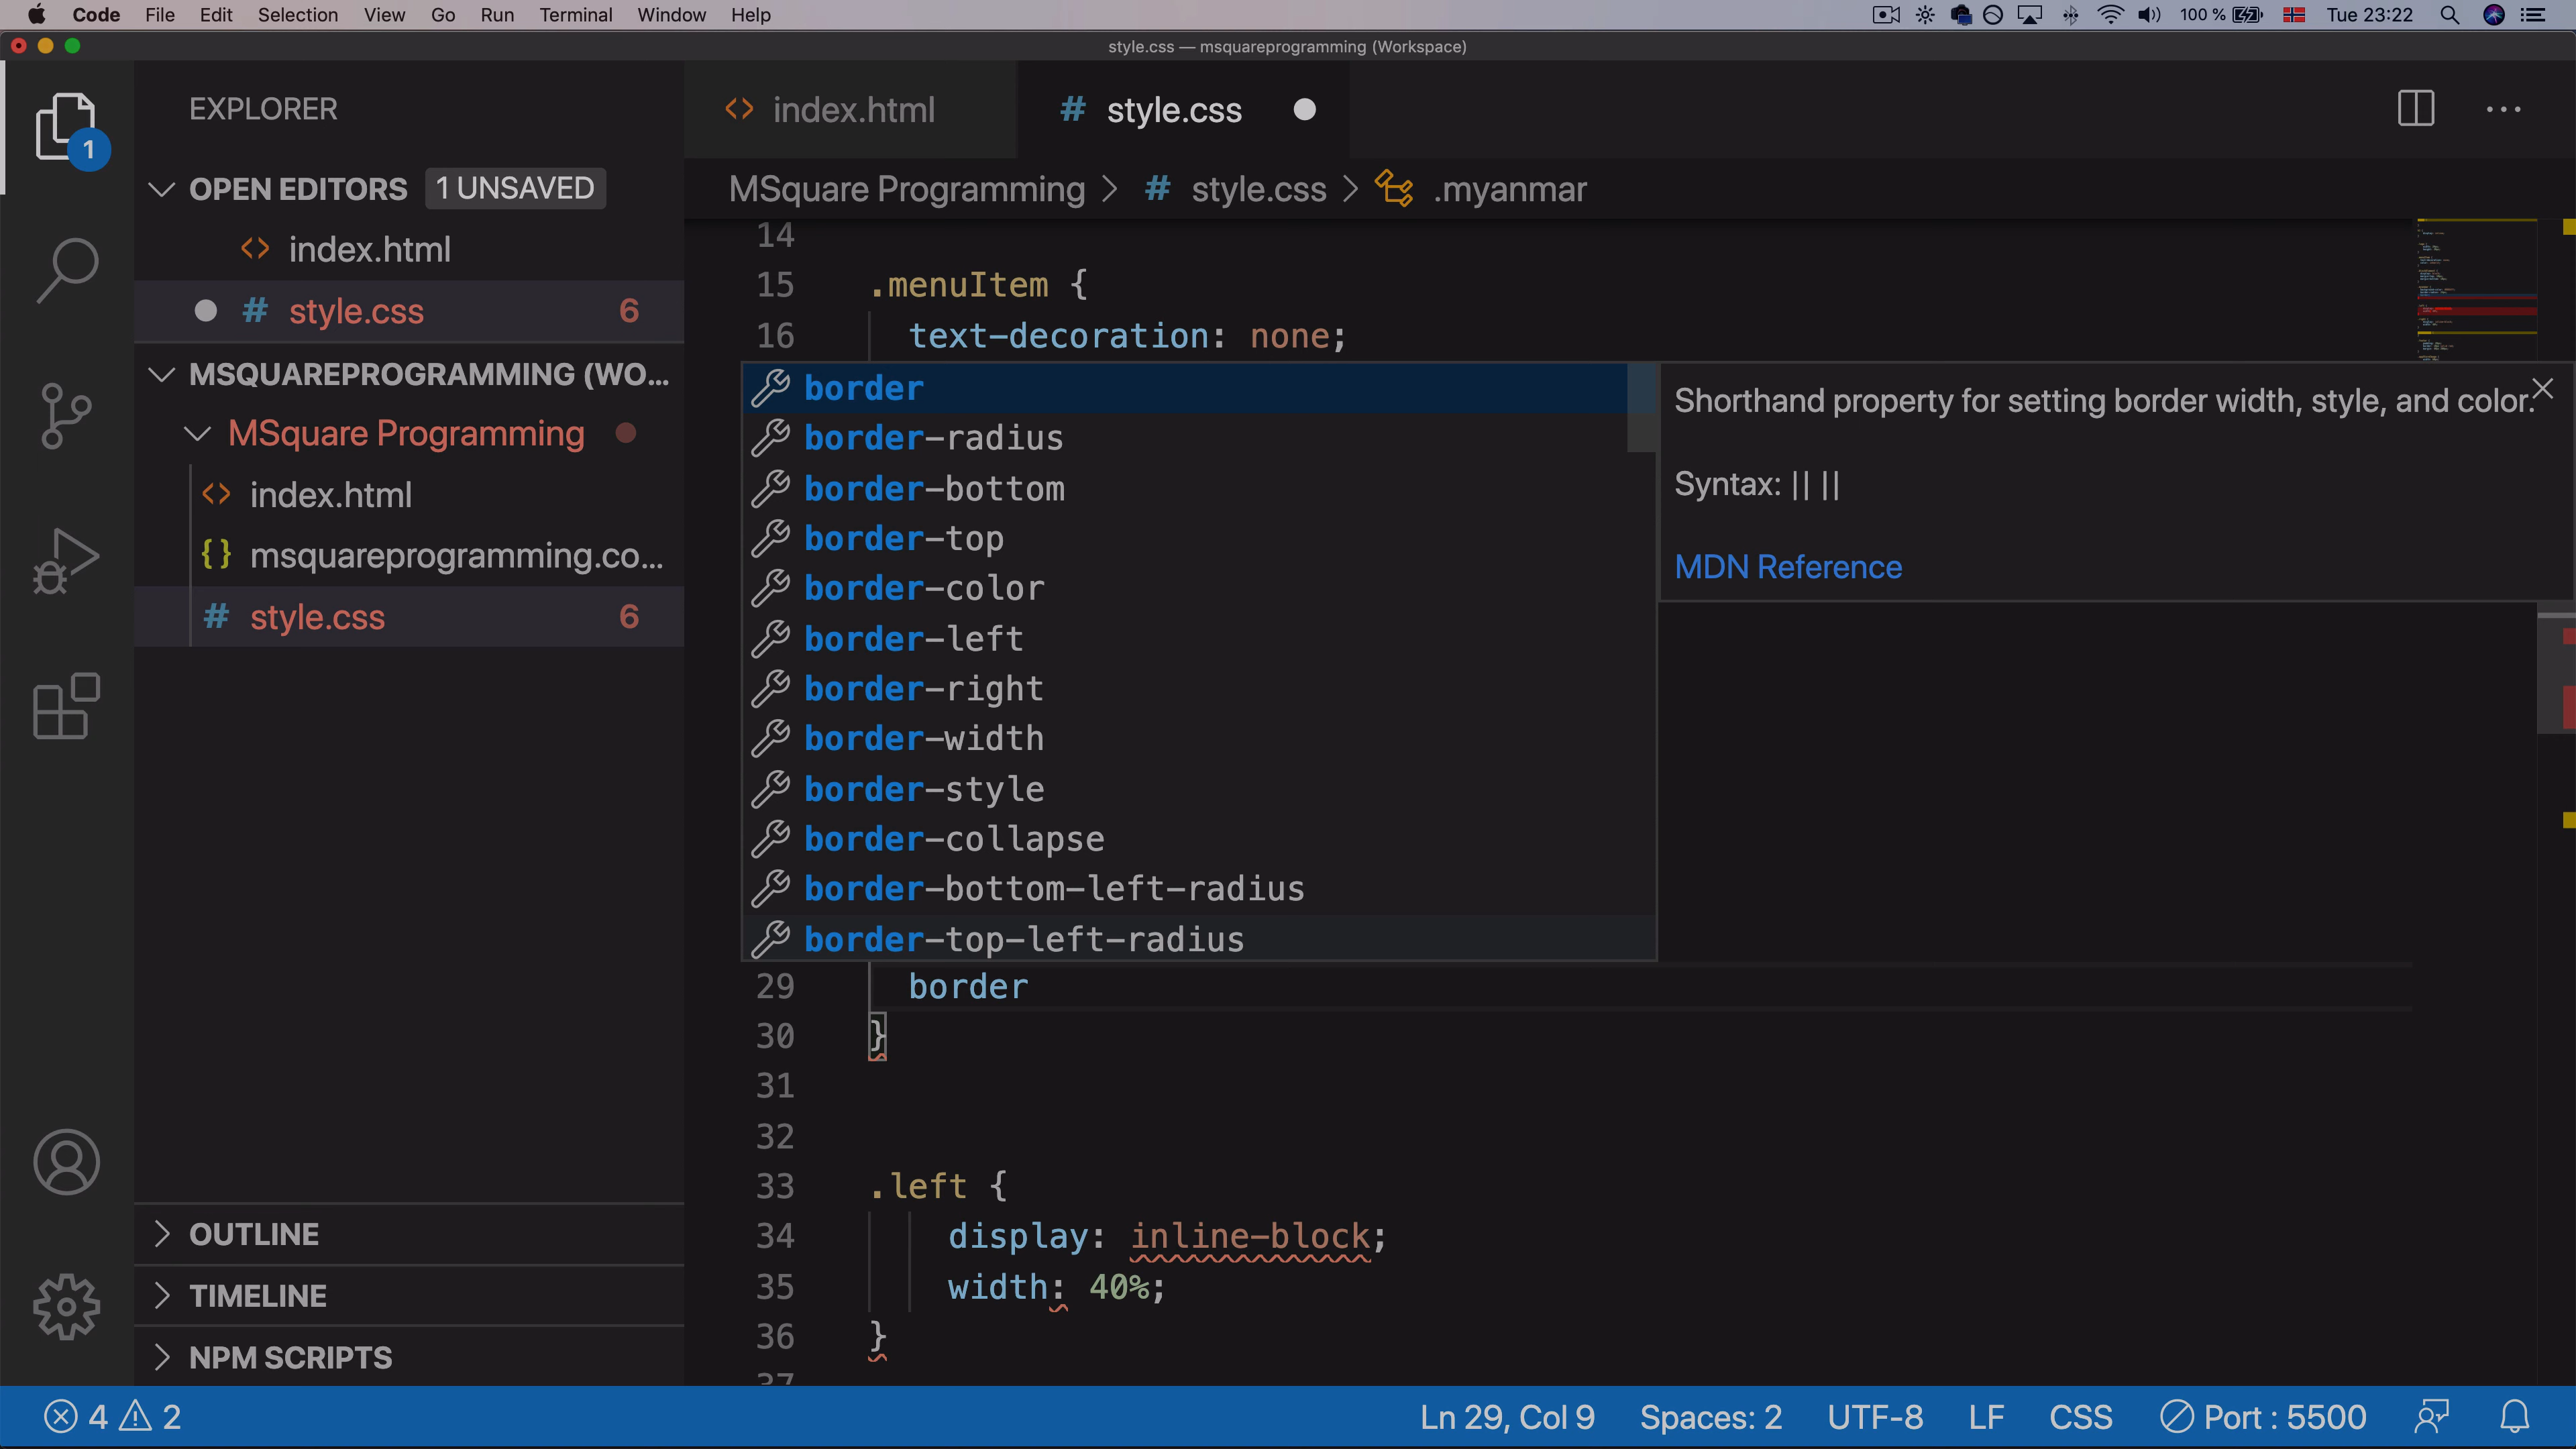 Code File Edit Selection View Go Run Terminal Window Help 100 % Tue 23:22
style.css — msquareprogramming (Workspace)
EXPLORER
1
OPEN EDITORS 1 UNSAVED
<> index.html
# style.css 6
MSQUAREPROGRAMMING (WO...
MSquare Programming
<> index.html
{} msquareprogramming.co...
# style.css 6
OUTLINE
TIMELINE
NPM SCRIPTS
<> index.html # style.css
MSquare Programming > # style.css > .myanmar
14
15 .menuItem {
16 text-decoration: none;
border
border-radius
border-bottom
border-top
border-color
border-left
border-right
border-width
border-style
border-collapse
border-bottom-left-radius
border-top-left-radius
Shorthand property for setting border width, style, and color.
Syntax: || ||
MDN Reference
29 border
30 }
31
32
33 .left {
34 display: inline-block;
35 width: 40%;
36 }
37
4 2 Ln 29, Col 9 Spaces: 2 UTF-8 LF CSS Port : 5500